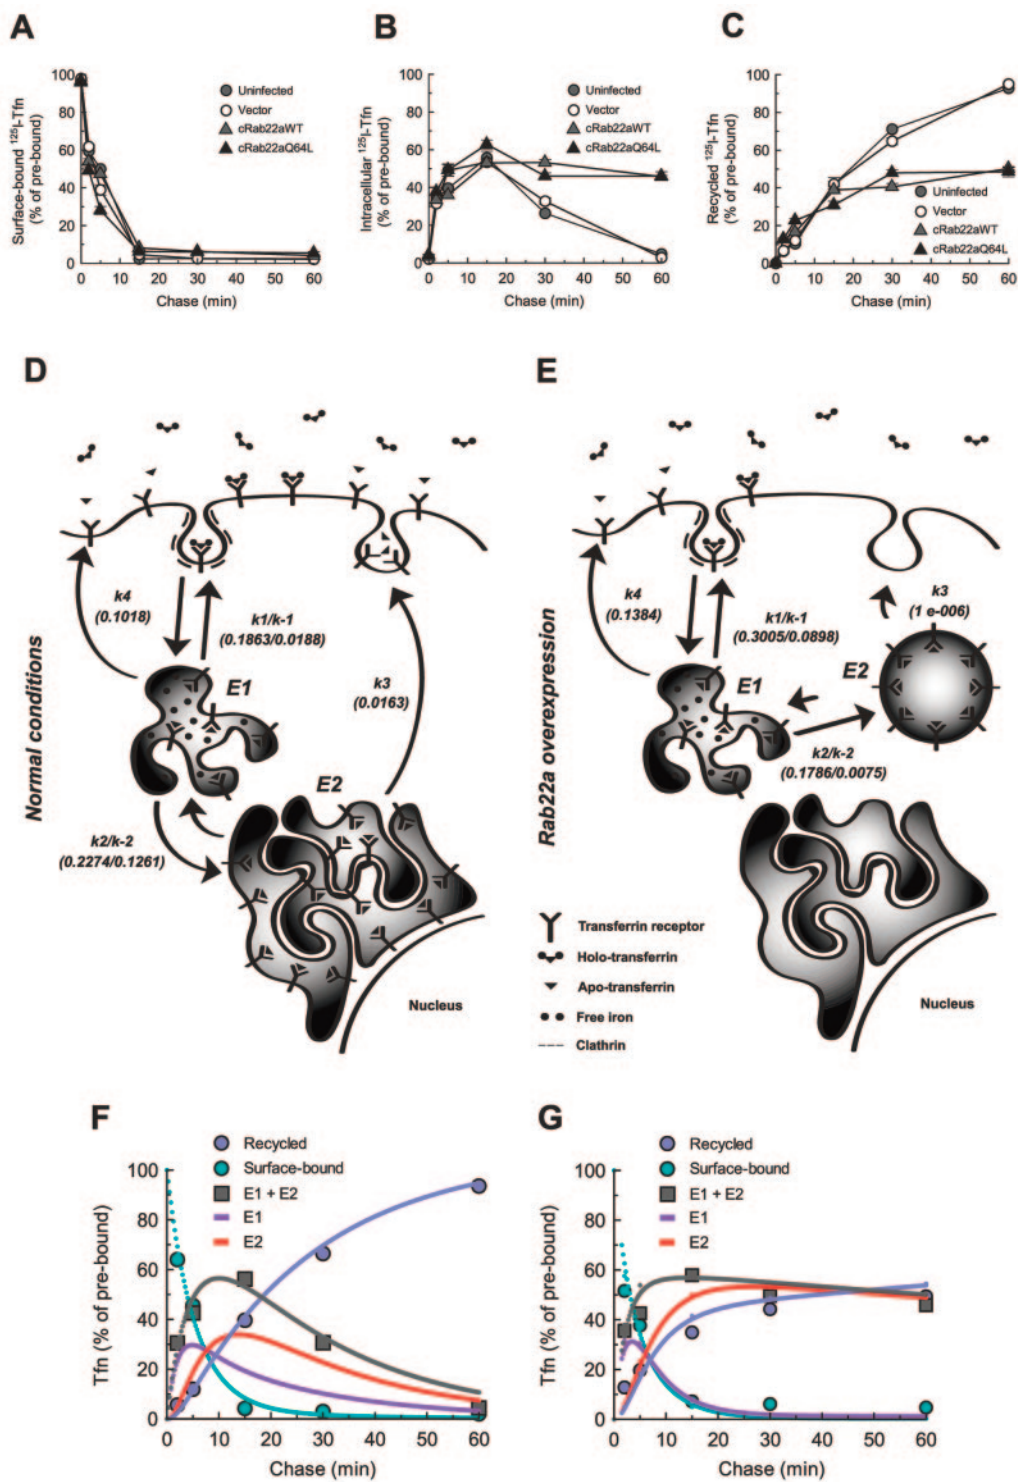 A
Surface-bound ¹²⁵I-Tfn
(% of pre-bound)
100
80
60
40
20
0
0 10 20 30 40 50 60
Chase (min)
Uninfected
Vector
cRab22aWT
cRab22aQ64L
B
Intracellular ¹²⁵I-Tfn
(% of pre-bound)
100
80
60
40
20
0
0 10 20 30 40 50 60
Chase (min)
Uninfected
Vector
cRab22aWT
cRab22aQ64L
C
Recycled ¹²⁵I-Tfn
(% of pre-bound)
100
80
60
40
20
0
0 10 20 30 40 50 60
Chase (min)
Uninfected
Vector
cRab22aWT
cRab22aQ64L
D
Normal conditions
k4
(0.1018)
k1/k-1
(0.1863/0.0188)
k3
(0.0163)
E1
E2
k2/k-2
(0.2274/0.1261)
Nucleus
E
Rab22a overexpression
k4
(0.1384)
k1/k-1
(0.3005/0.0898)
k3
(1 e-006)
E1
E2
k2/k-2
(0.1786/0.0075)
Transferrin receptor
Holo-transferrin
Apo-transferrin
Free iron
Clathrin
Nucleus
F
Recycled
Surface-bound
E1 + E2
E1
E2
Tfn (% of pre-bound)
100
80
60
40
20
0
0 10 20 30 40 50 60
Chase (min)
G
Recycled
Surface-bound
E1 + E2
E1
E2
Tfn (% of pre-bound)
100
80
60
40
20
0
0 10 20 30 40 50 60
Chase (min)